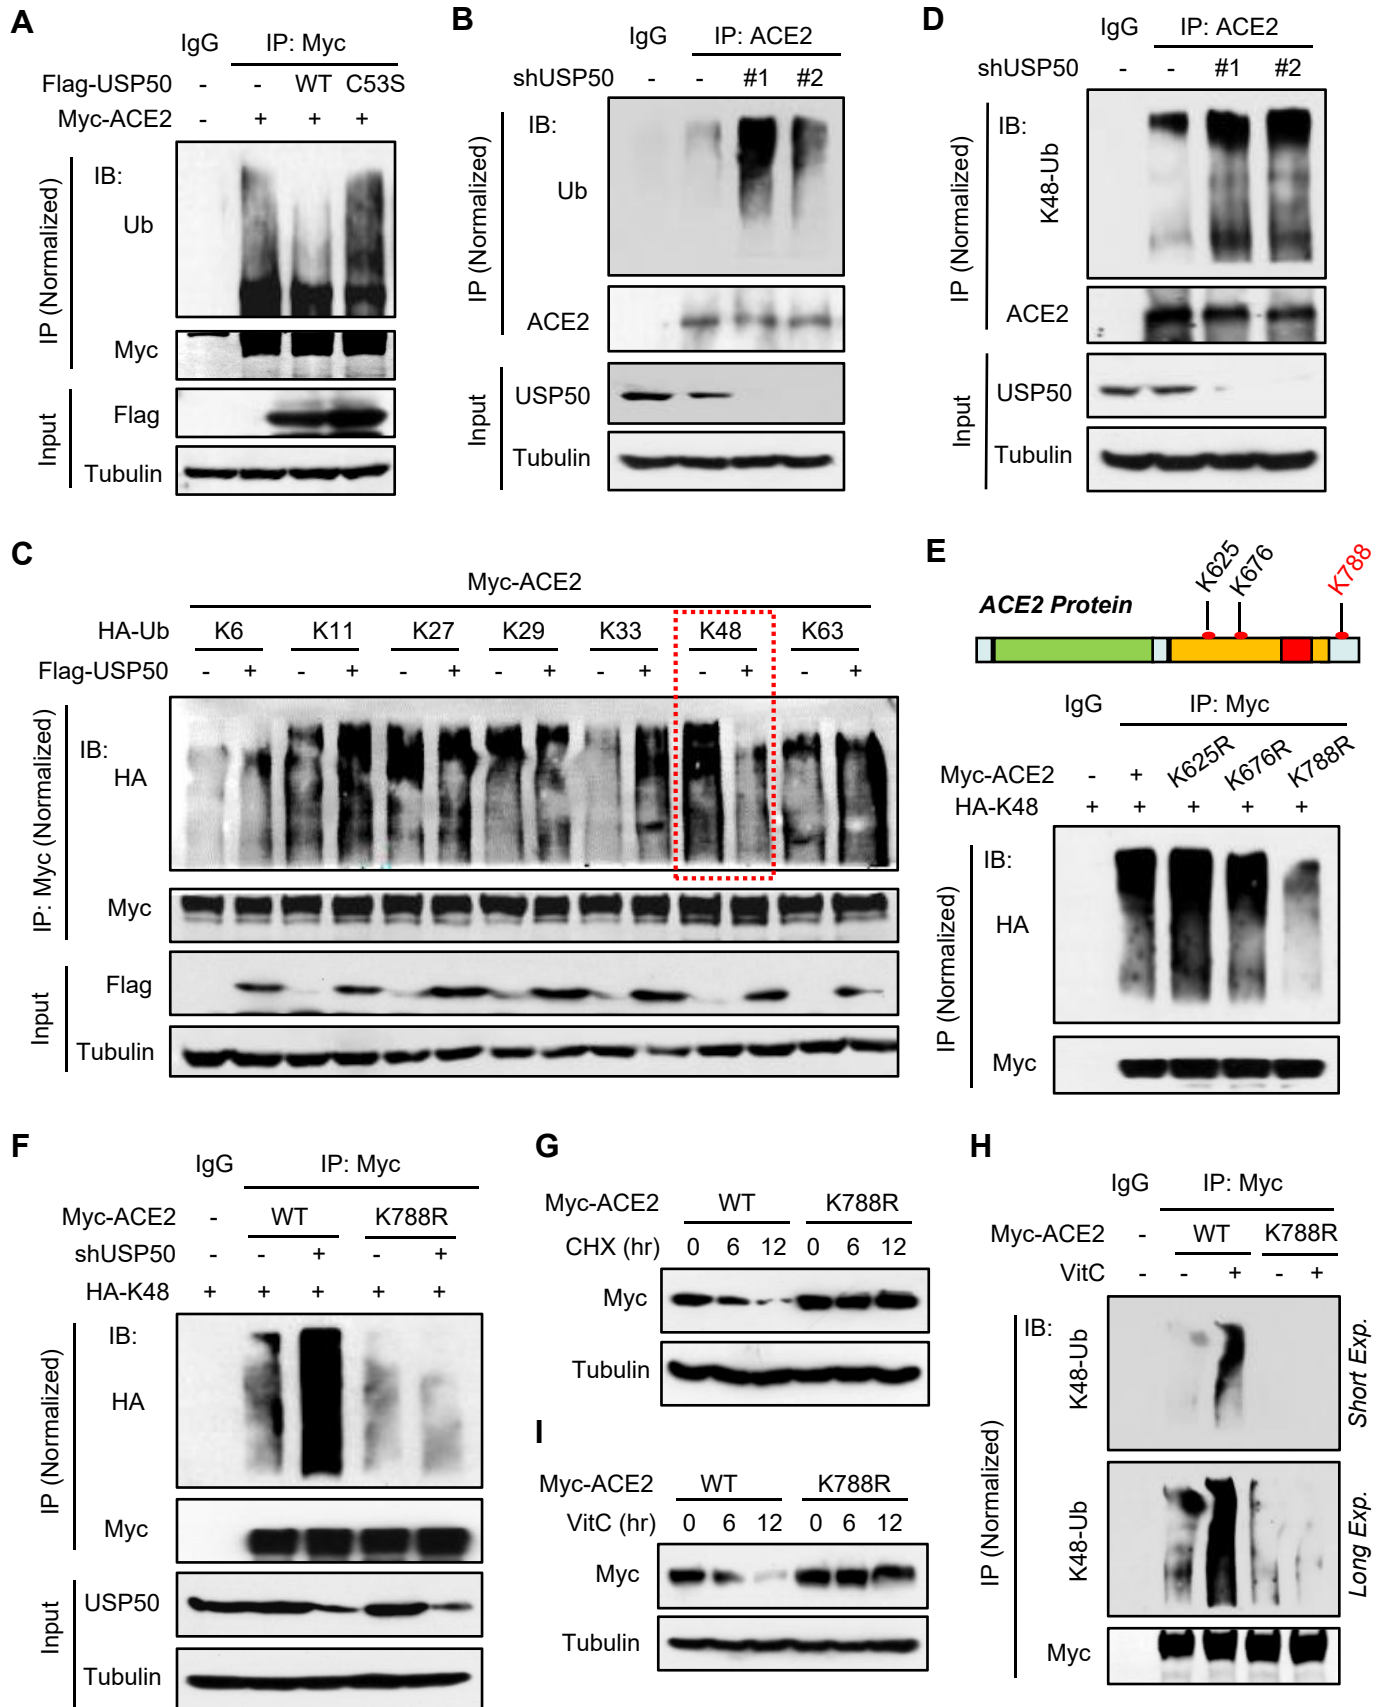 A
IgG
IP: Myc
Flag-USP50 - - WT C53S
Myc-ACE2 - + + +
IP (Normalized)
IB:
Ub
Myc
Input
Flag
Tubulin
B
IgG
IP: ACE2
shUSP50 - - #1 #2
IP (Normalized)
IB:
Ub
ACE2
Input
USP50
Tubulin
D
IgG
IP: ACE2
shUSP50 - - #1 #2
IP (Normalized)
IB:
K48-Ub
ACE2
Input
USP50
Tubulin
C
Myc-ACE2
HA-Ub K6 K11 K27 K29 K33 K48 K63
Flag-USP50 - + - + - + - + - + - + - +
IP: Myc (Normalized)
IB:
HA
Myc
Input
Flag
Tubulin
E
K625
K676
K788
ACE2 Protein
IgG
IP: Myc
Myc-ACE2 - + K625R K676R K788R
HA-K48 + + + + +
IP (Normalized)
IB:
HA
Myc
F
IgG
IP: Myc
Myc-ACE2 - WT K788R
shUSP50 - - + - +
HA-K48 + + + + +
IP (Normalized)
IB:
HA
Myc
Input
USP50
Tubulin
G
Myc-ACE2 WT K788R
CHX (hr) 0 6 12 0 6 12
Myc
Tubulin
I
Myc-ACE2 WT K788R
VitC (hr) 0 6 12 0 6 12
Myc
Tubulin
H
IgG
IP: Myc
Myc-ACE2 - WT K788R
VitC - - + - +
IP (Normalized)
IB:
K48-Ub
Short Exp.
K48-Ub
Long Exp.
Myc